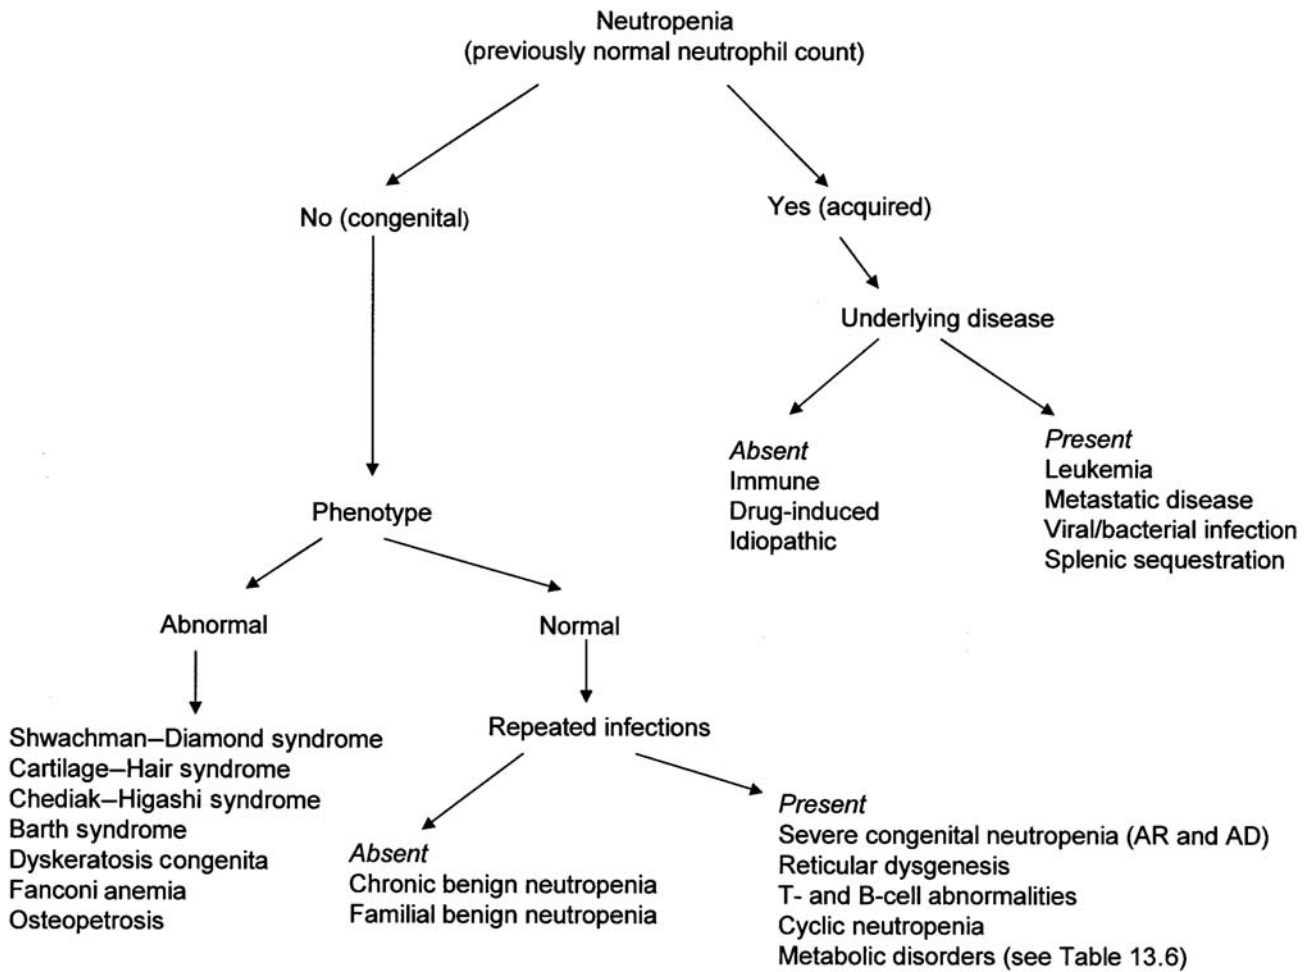 Neutropenia
(previously normal neutrophil count)
No (congenital)
Yes (acquired)
Underlying disease
Absent
Immune
Drug-induced
Idiopathic
Present
Leukemia
Metastatic disease
Viral/bacterial infection
Splenic sequestration
Phenotype
Abnormal
Normal
Shwachman–Diamond syndrome
Cartilage–Hair syndrome
Chediak–Higashi syndrome
Barth syndrome
Dyskeratosis congenita
Fanconi anemia
Osteopetrosis
Repeated infections
Absent
Chronic benign neutropenia
Familial benign neutropenia
Present
Severe congenital neutropenia (AR and AD)
Reticular dysgenesis
T- and B-cell abnormalities
Cyclic neutropenia
Metabolic disorders (see Table 13.6)